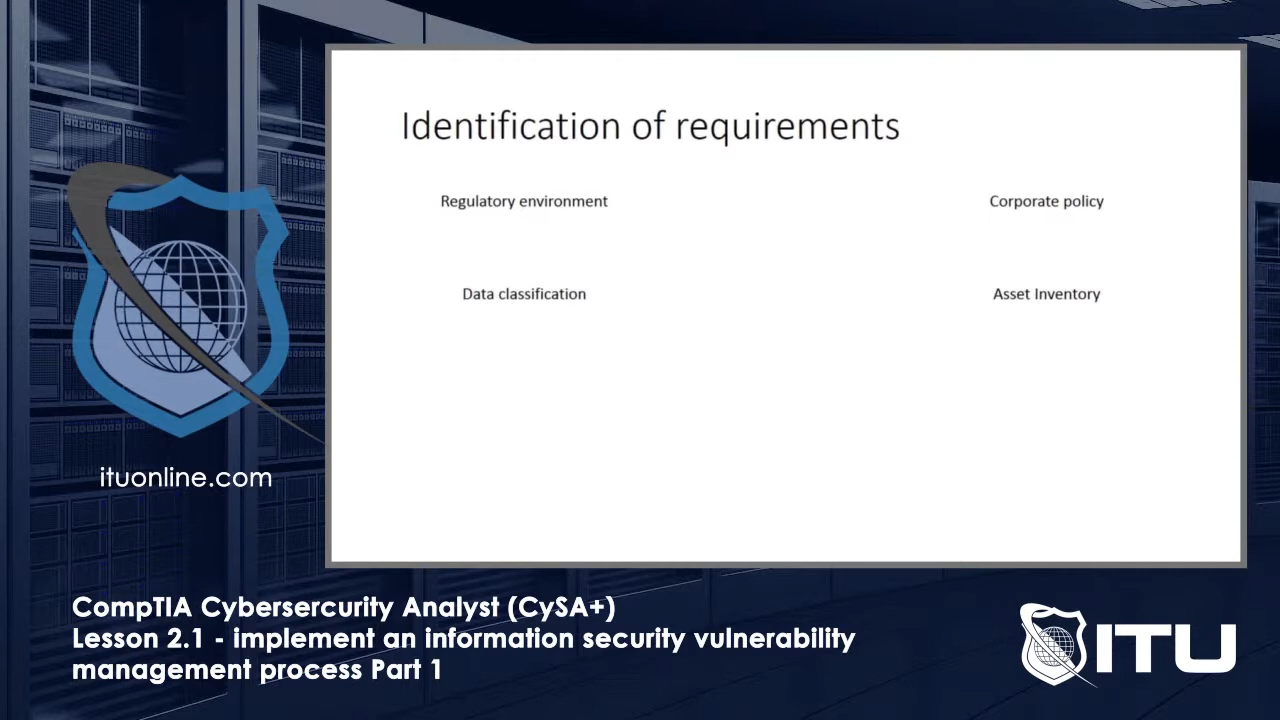 Identification of requirements
Regulatory environment
Corporate policy
Data classification
Asset Inventory
ituonline.com
CompTIA Cybersercurity Analyst (CySA+)
Lesson 2.1 - implement an information security vulnerability
management process Part 1
ITU